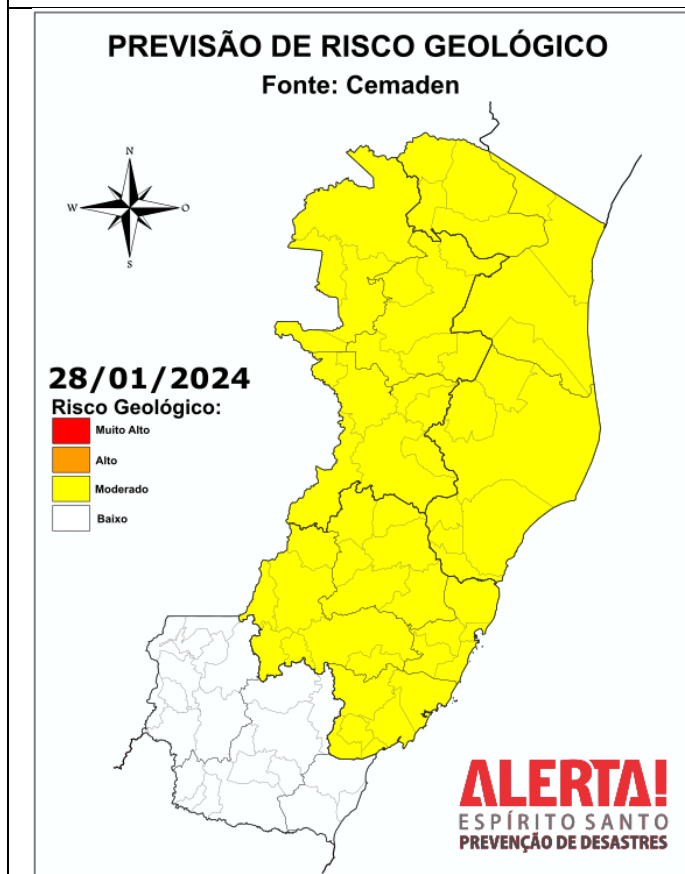 PREVISÃO DE RISCO GEOLÓGICO
Fonte: Cemaden
N
W
O
S
28/01/2024
Risco Geológico:
Muito Alto
Alto
Moderado
Baixo
ALERTA!
ESPÍRITO SANTO
PREVENÇÃO DE DESASTRES